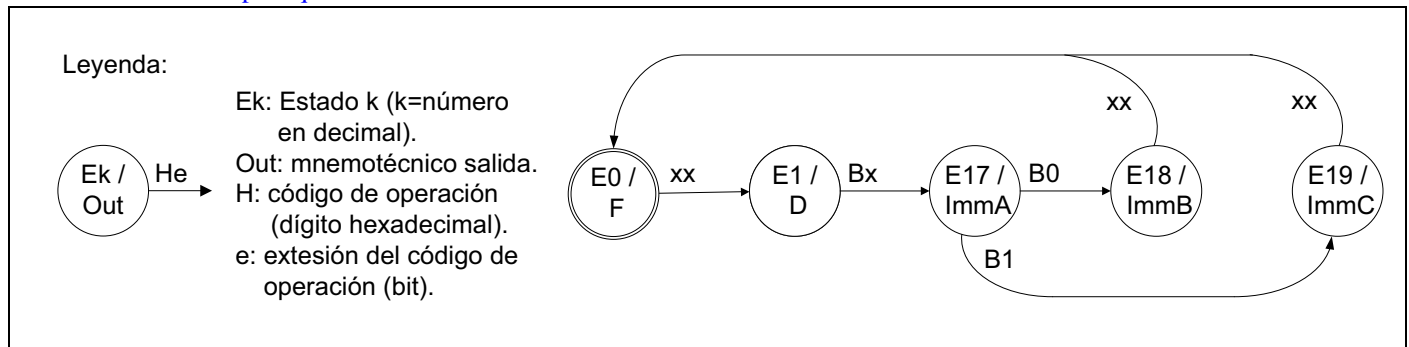 Leyenda:
Ek /
Out
He
Ek: Estado k (k=número
en decimal).
Out: mnemotécnico salida.
H: código de operación
(dígito hexadecimal).
e: extesión del código de
operación (bit).
E0 /
F
xx
E1 /
D
Bx
E17 /
ImmA
B0
E18 /
ImmB
xx
E19 /
ImmC
xx
B1